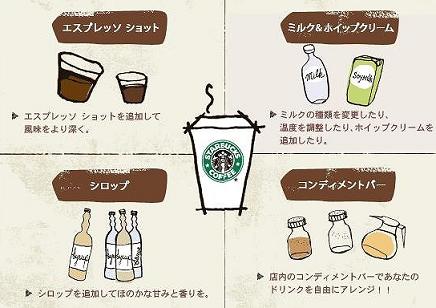 エスプレッソ ショット
エスプレッソ ショットを追加して
風味をより深く。
ミルク&ホイップクリーム
Milk
Soymilk
ミルクの種類を変更したり、
温度を調整したり、ホイップクリームを
追加したり。
STARBUCKS
COFFEE
シロップ
Syrup
Syrup
シロップを追加してほのかな甘みと香りを。
コンディメントバー
店内のコンディメントバーであなたの
ドリンクを自由にアレンジ！！